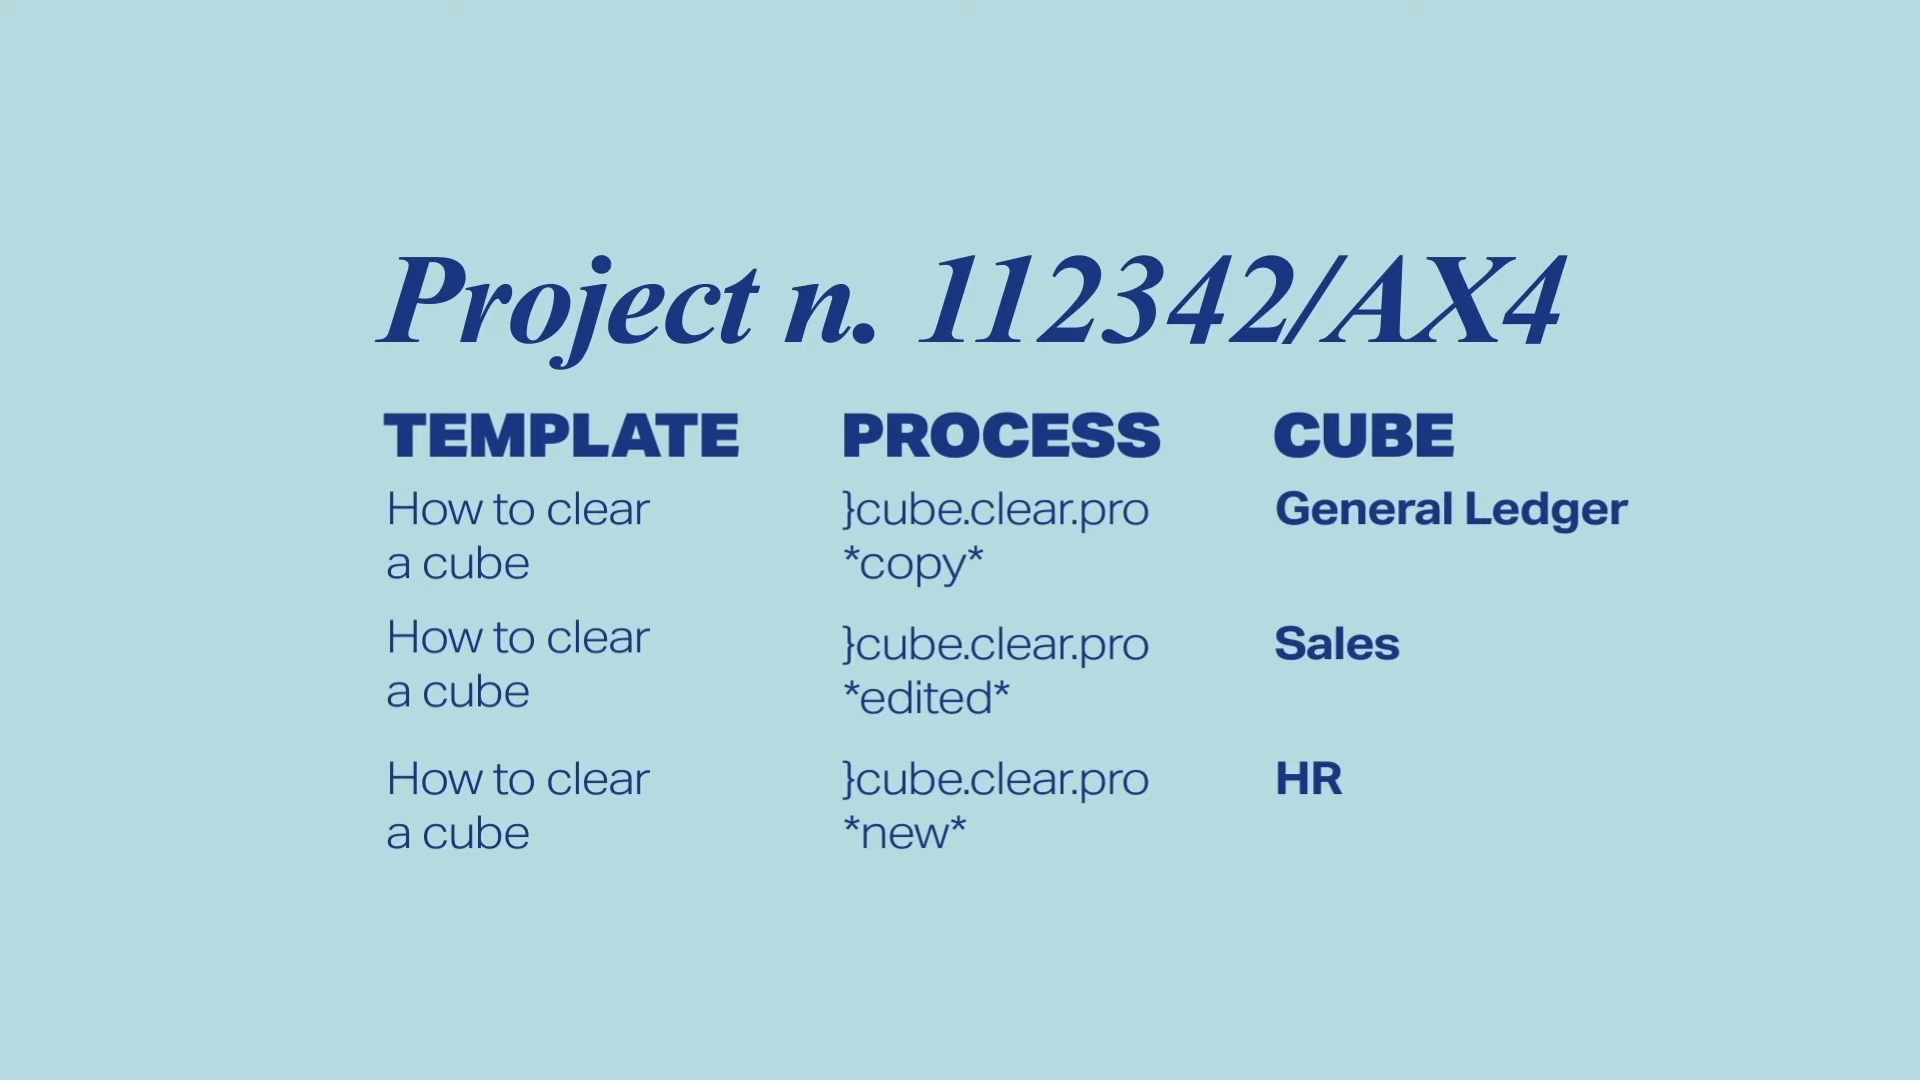 Project n. 112342/AX4
TEMPLATE PROCESS CUBE
How to clear }cube.clear.pro General Ledger
a cube *copy*
How to clear }cube.clear.pro Sales
a cube *edited*
How to clear }cube.clear.pro HR
a cube *new*